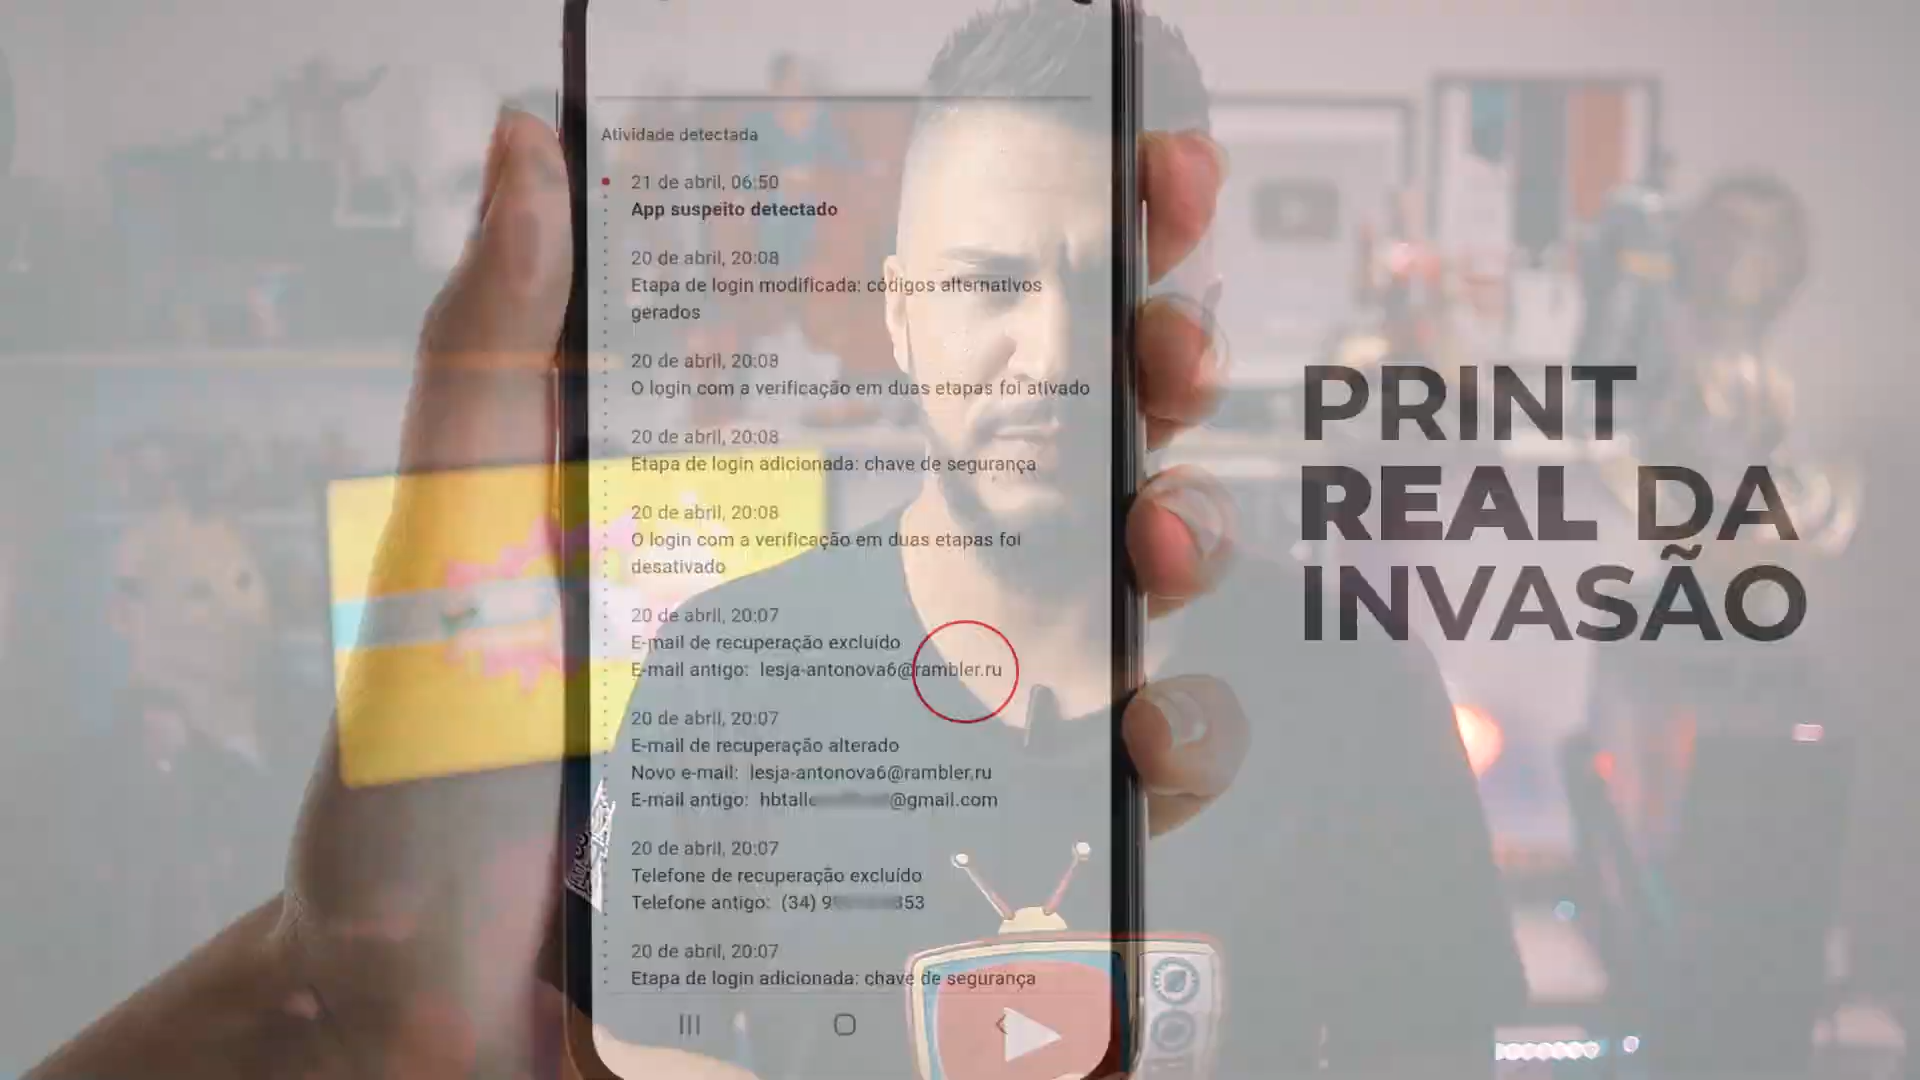 Atividade detectada
21 de abril, 06:50
App suspeito detectado
20 de abril, 20:08
Etapa de login modificada: códigos alternativos
gerados
20 de abril, 20:08
O login com a verificação em duas etapas foi ativado
20 de abril, 20:08
Etapa de login adicionada: chave de segurança
20 de abril, 20:08
O login com a verificação em duas etapas foi
desativado
20 de abril, 20:07
E-mail de recuperação excluído
E-mail antigo: lesja-antonova6@rambler.ru
20 de abril, 20:07
E-mail de recuperação alterado
Novo e-mail: lesja-antonova6@rambler.ru
E-mail antigo: hbtall @gmail.com
20 de abril, 20:07
Telefone de recuperação excluído
Telefone antigo: (34) 9 853
20 de abril, 20:07
Etapa de login adicionada: chave de segurança
PRINT
REAL DA
INVASÃO